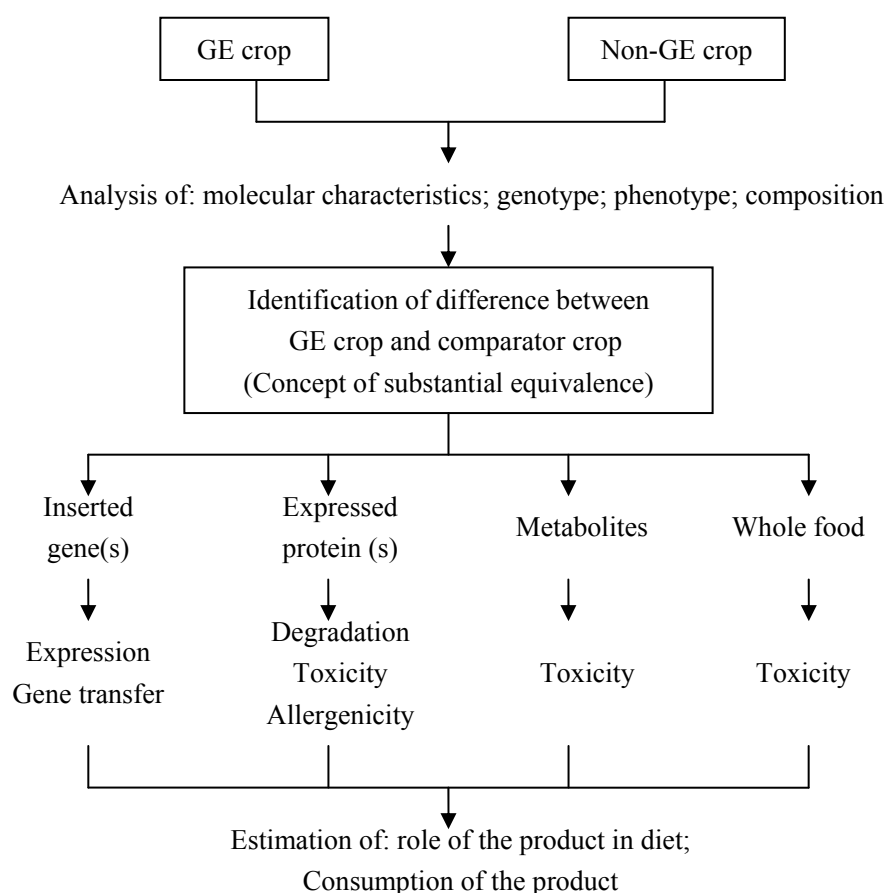 GE crop
Non-GE crop
Analysis of: molecular characteristics; genotype; phenotype; composition
Identification of difference between
GE crop and comparator crop
(Concept of substantial equivalence)
Inserted
gene(s)
Expressed
protein (s)
Metabolites
Whole food
Expression
Gene transfer
Degradation
Toxicity
Allergenicity
Toxicity
Toxicity
Estimation of: role of the product in diet;
Consumption of the product